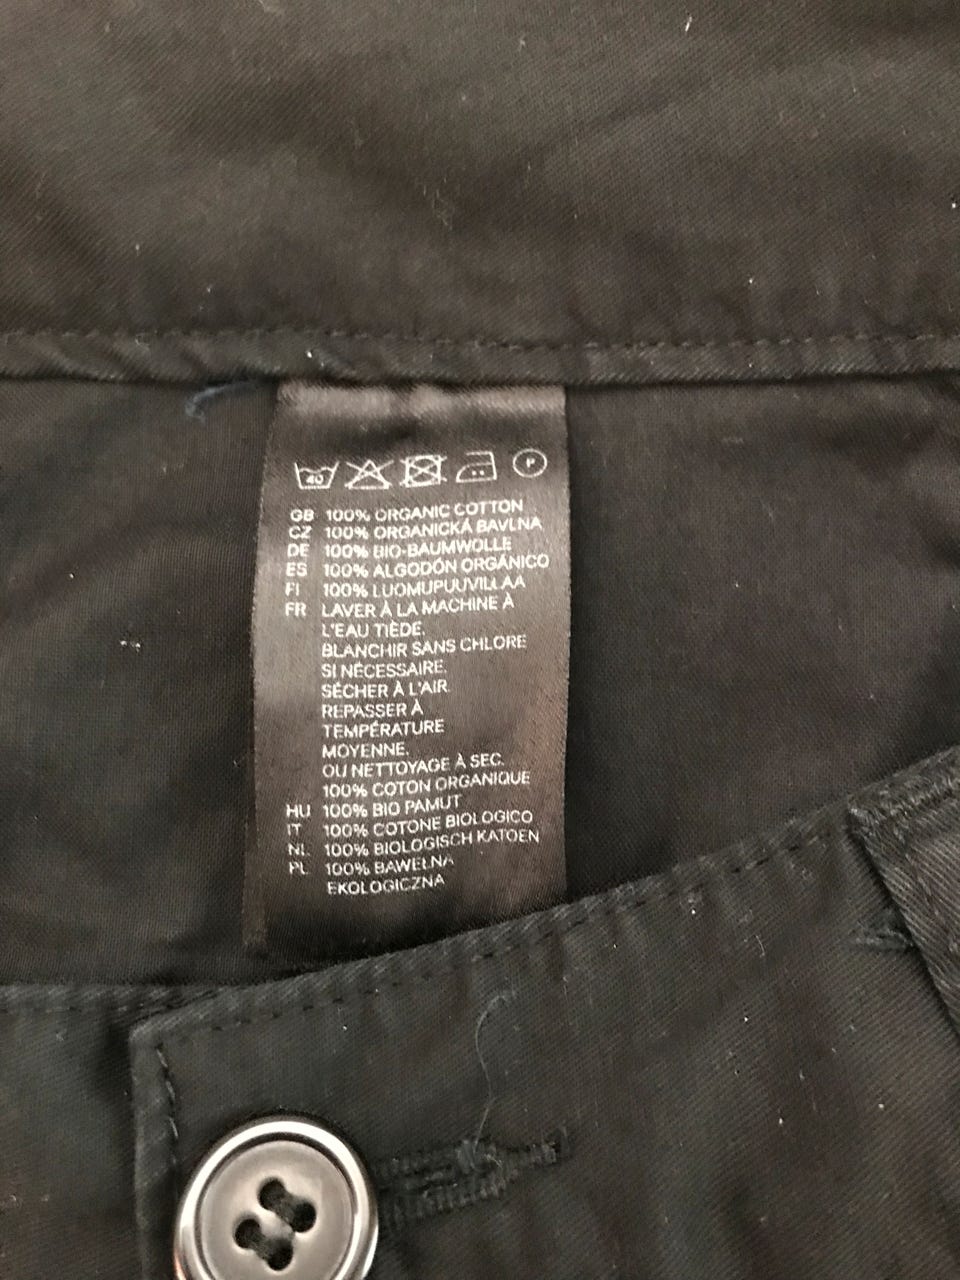 40 P
GB 100% ORGANIC COTTON
CZ 100% ORGANICKÁ BAVLNA
DE 100% BIO-BAUMWOLLE
ES 100% ALGODÓN ORGÁNICO
FI 100% LUOMUPUUVILLAA
FR LAVER À LA MACHINE À
L'EAU TIÈDE.
BLANCHIR SANS CHLORE
SI NÉCESSAIRE.
SÉCHER À L'AIR.
REPASSER À
TEMPÉRATURE
MOYENNE.
OU NETTOYAGE À SEC.
100% COTON ORGANIQUE
HU 100% BIO PAMUT
IT 100% COTONE BIOLOGICO
NL 100% BIOLOGISCH KATOEN
PL 100% BAWEŁNA
EKOLOGICZNA